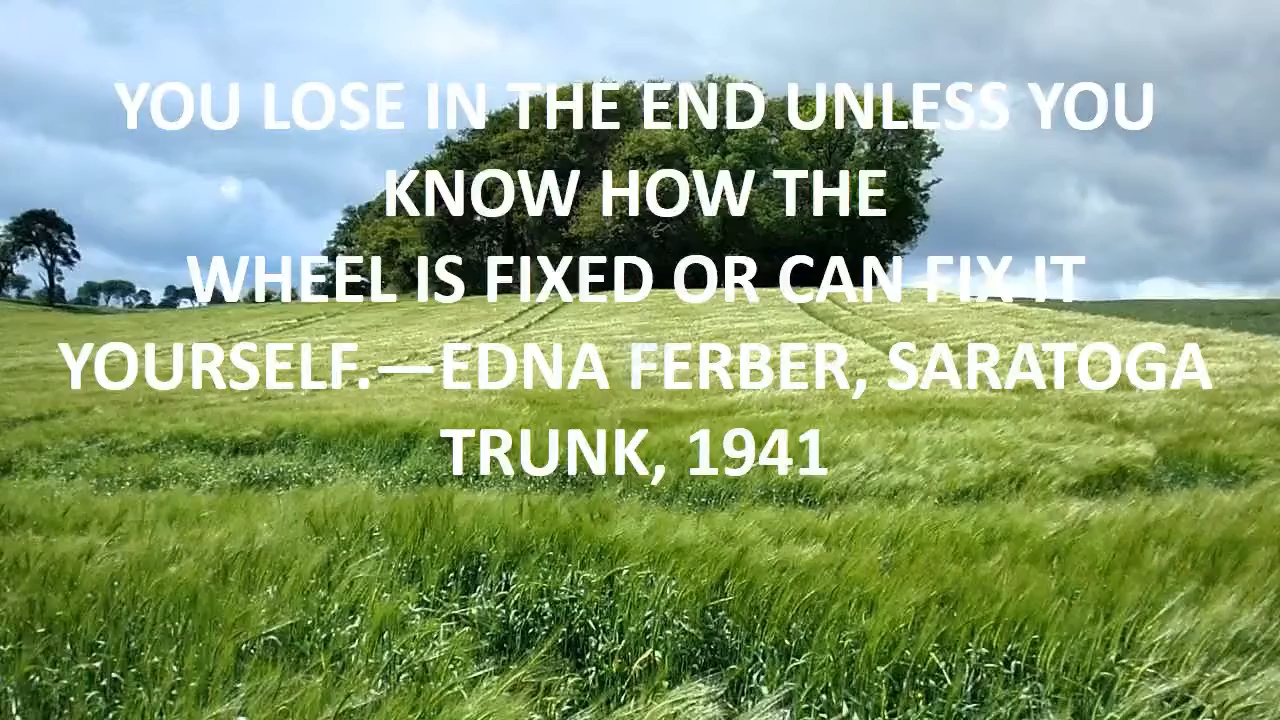 YOU LOSE IN THE END UNLESS YOU
KNOW HOW THE
WHEEL IS FIXED OR CAN FIX IT
YOURSELF.—EDNA FERBER, SARATOGA
TRUNK, 1941